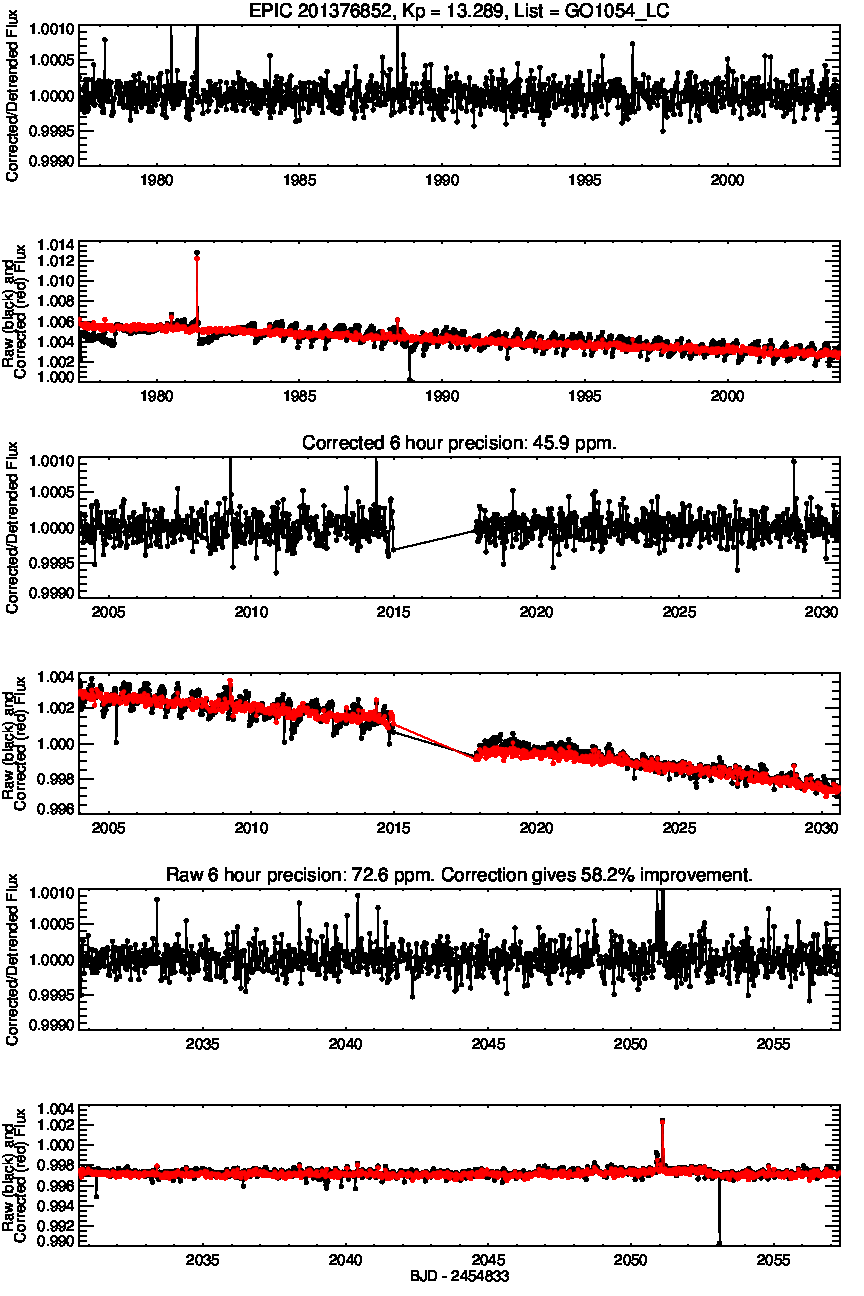 EPIC 201376852, Kp = 13.289, List = GO1054_LC
Corrected/Detrended Flux
1.0010
1.0005
1.0000
0.9995
0.9990
1980 1985 1990 1995 2000
Raw (black) and
Corrected (red) Flux
1.014
1.012
1.010
1.008
1.006
1.004
1.002
1.000
1980 1985 1990 1995 2000
Corrected 6 hour precision: 45.9 ppm.
Corrected/Detrended Flux
1.0010
1.0005
1.0000
0.9995
0.9990
2005 2010 2015 2020 2025 2030
Raw (black) and
Corrected (red) Flux
1.004
1.002
1.000
0.998
0.996
2005 2010 2015 2020 2025 2030
Raw 6 hour precision: 72.6 ppm. Correction gives 58.2% improvement.
Corrected/Detrended Flux
1.0010
1.0005
1.0000
0.9995
0.9990
2035 2040 2045 2050 2055
Raw (black) and
Corrected (red) Flux
1.004
1.002
1.000
0.998
0.996
0.994
0.992
0.990
2035 2040 2045 2050 2055
BJD - 2454833